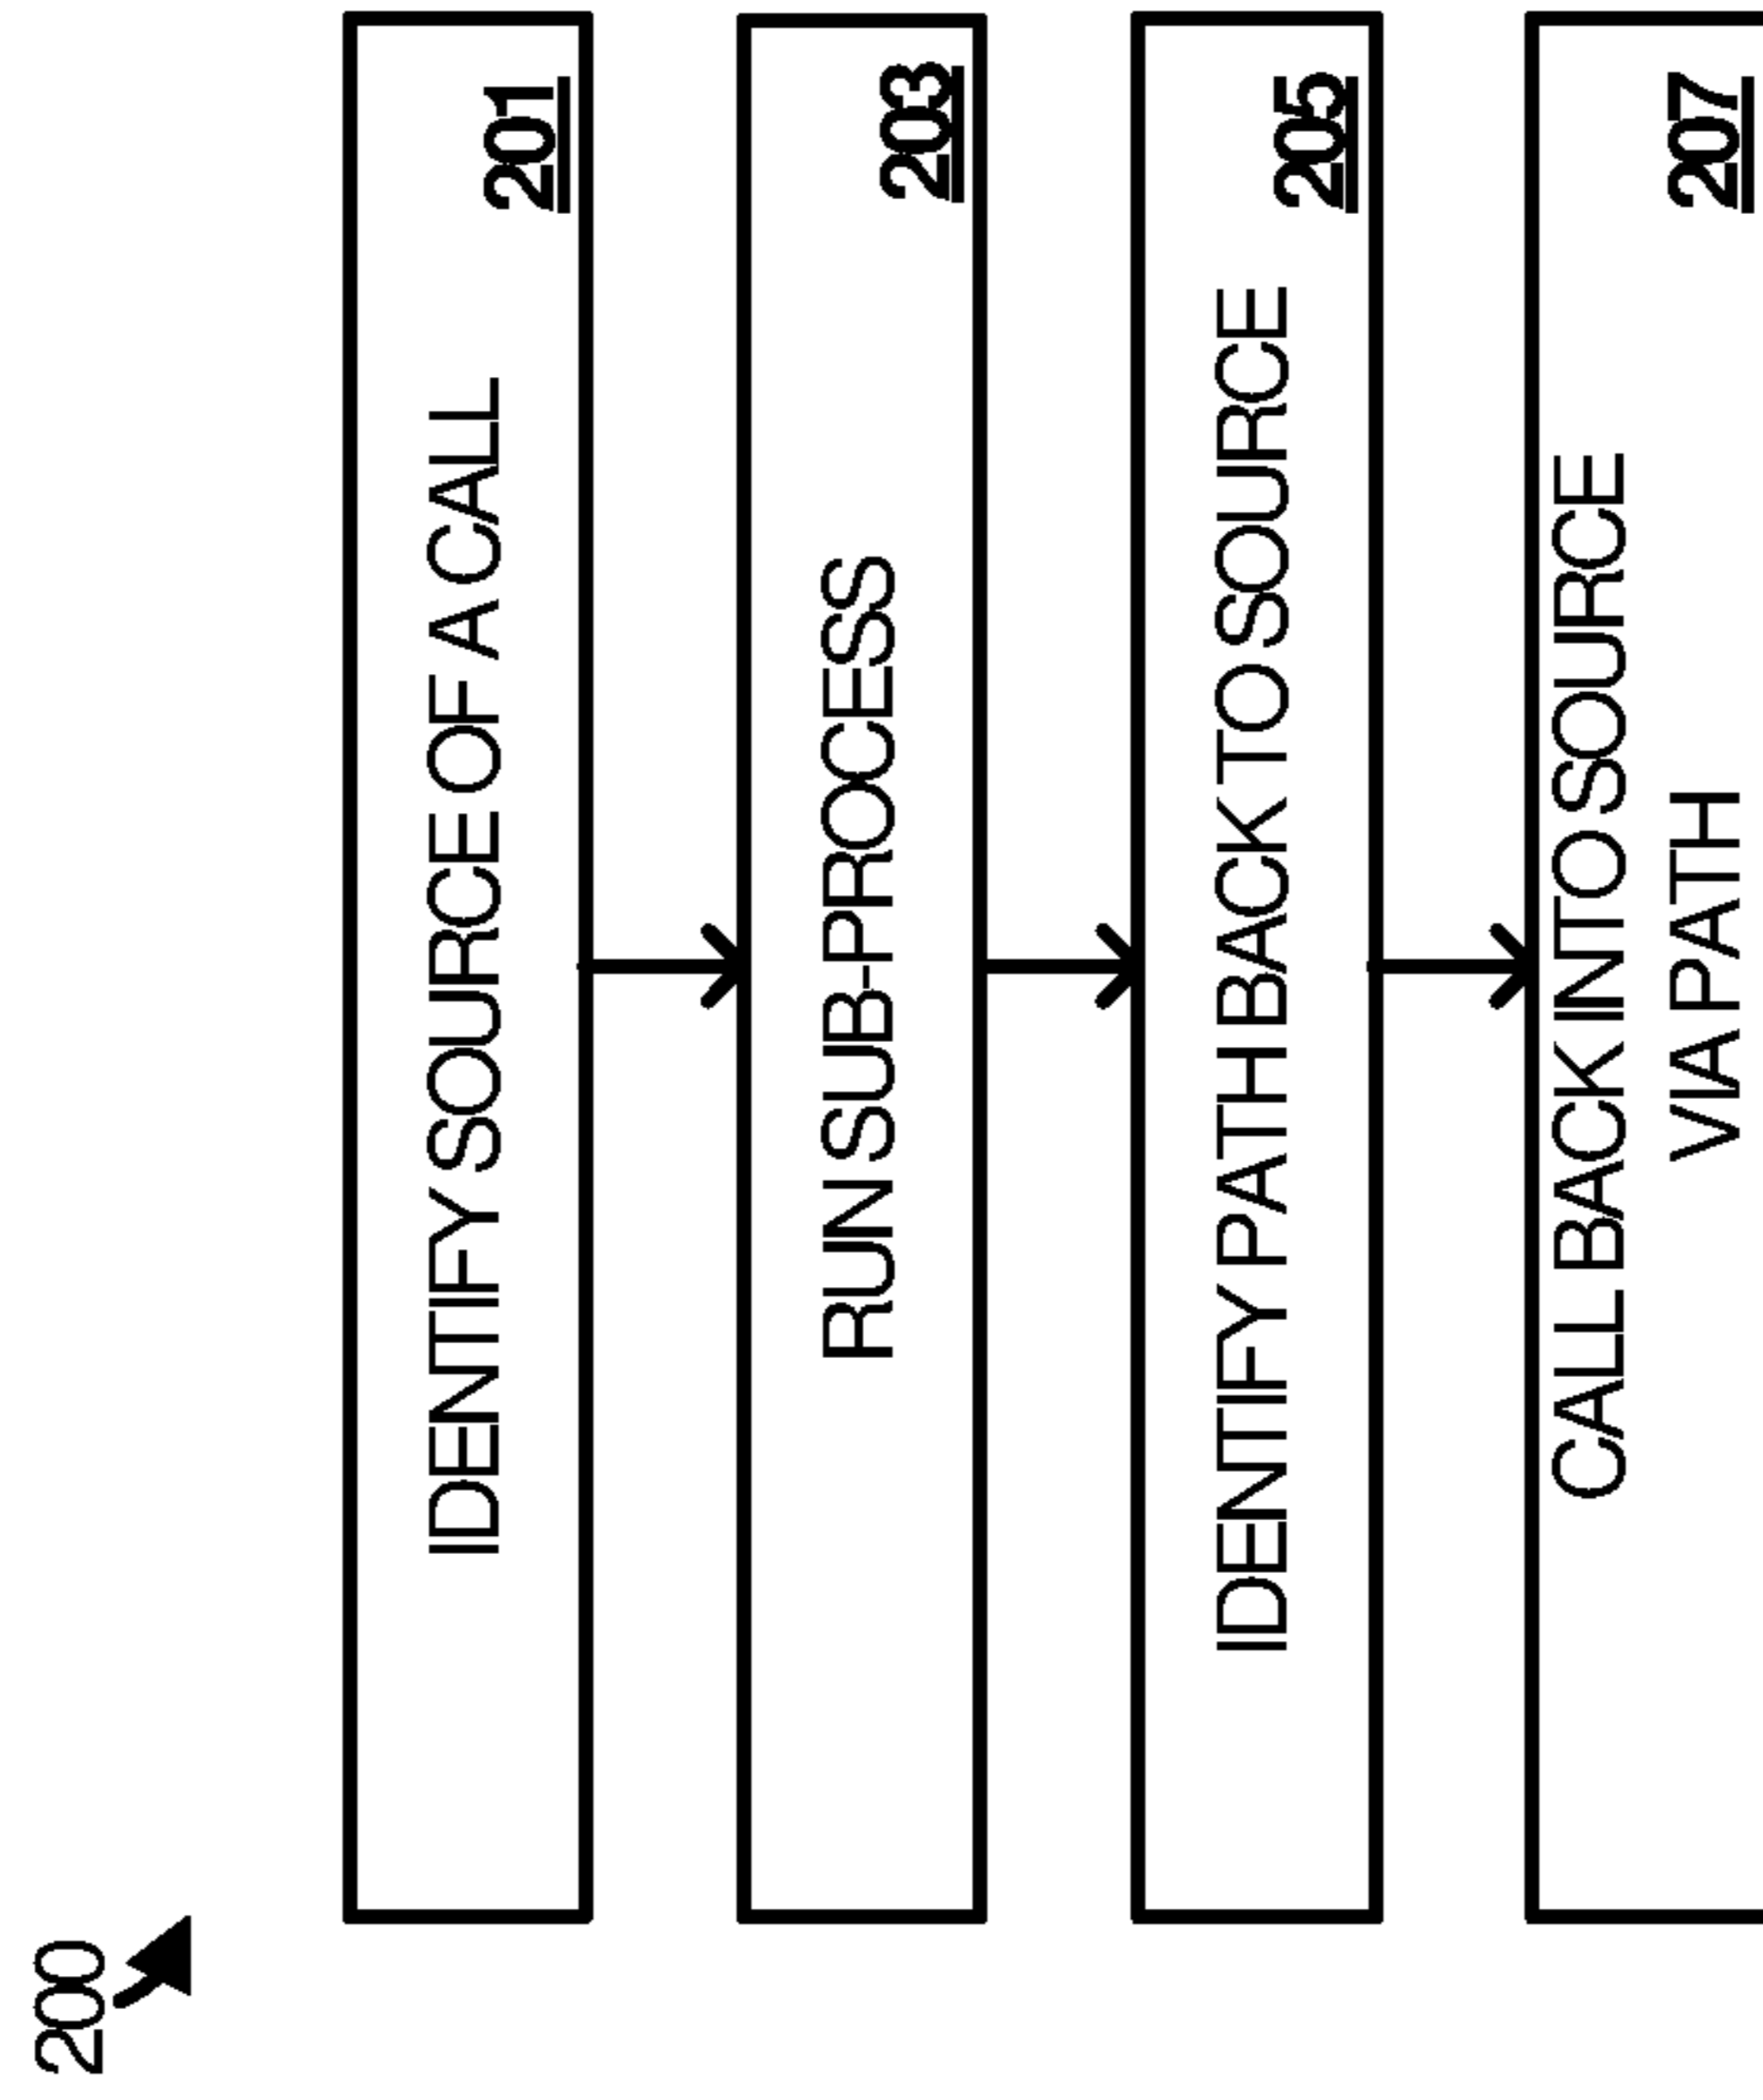 200
IDENTIFY SOURCE OF A CALL
201
RUN SUB-PROCESS
203
IDENTIFY PATH BACK TO SOURCE
205
CALL BACK INTO SOURCE
VIA PATH
207